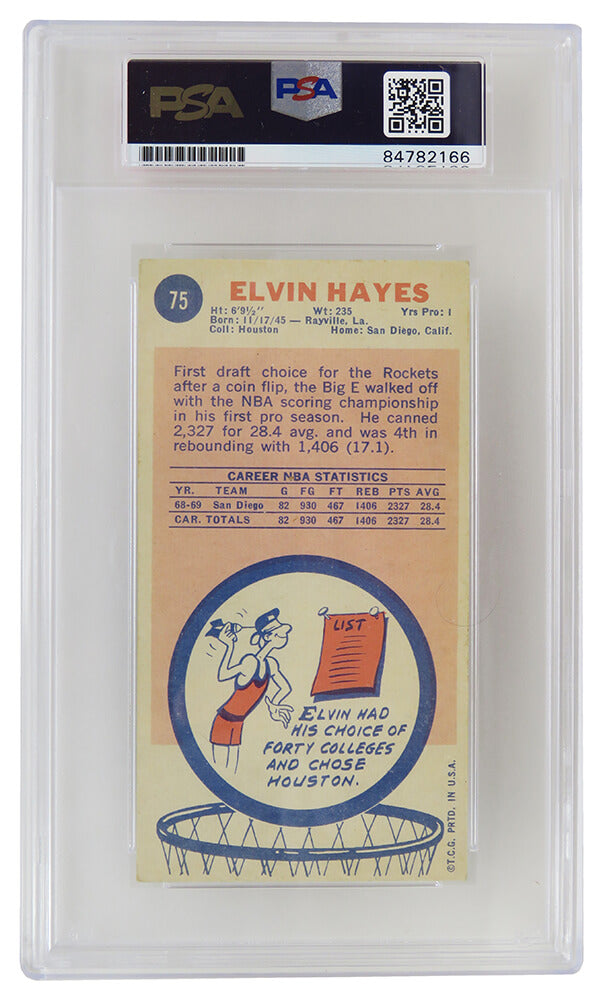 PSA
PSA
84782166
75
ELVIN HAYES
Ht: 6'9½" Wt: 235 Yrs Pro: 1
Born: 11/17/45 — Rayville, La.
Coll: Houston Home: San Diego, Calif.
First draft choice for the Rockets
after a coin flip, the Big E walked off
with the NBA scoring championship
in his first pro season. He canned
2,327 for 28.4 avg. and was 4th in
rebounding with 1,406 (17.1).
CAREER NBA STATISTICS
YR. TEAM G FG FT REB PTS AVG
68-69 San Diego 82 930 467 1406 2327 28.4
CAR. TOTALS 82 930 467 1406 2327 28.4
LIST
ELVIN HAD
HIS CHOICE OF
FORTY COLLEGES
AND CHOSE
HOUSTON.
©T.C.G. PRTD. IN U.S.A.